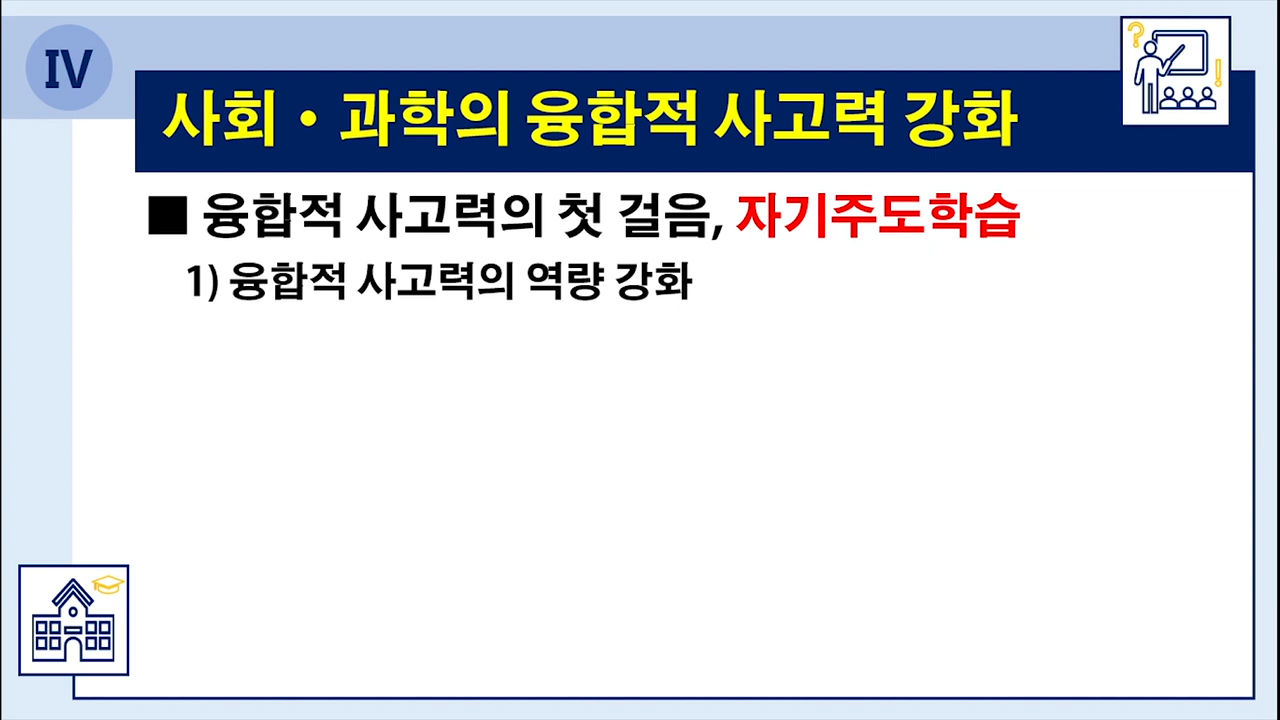 IV
사회・과학의 융합적 사고력 강화
■ 융합적 사고력의 첫 걸음, 자기주도학습
1) 융합적 사고력의 역량 강화